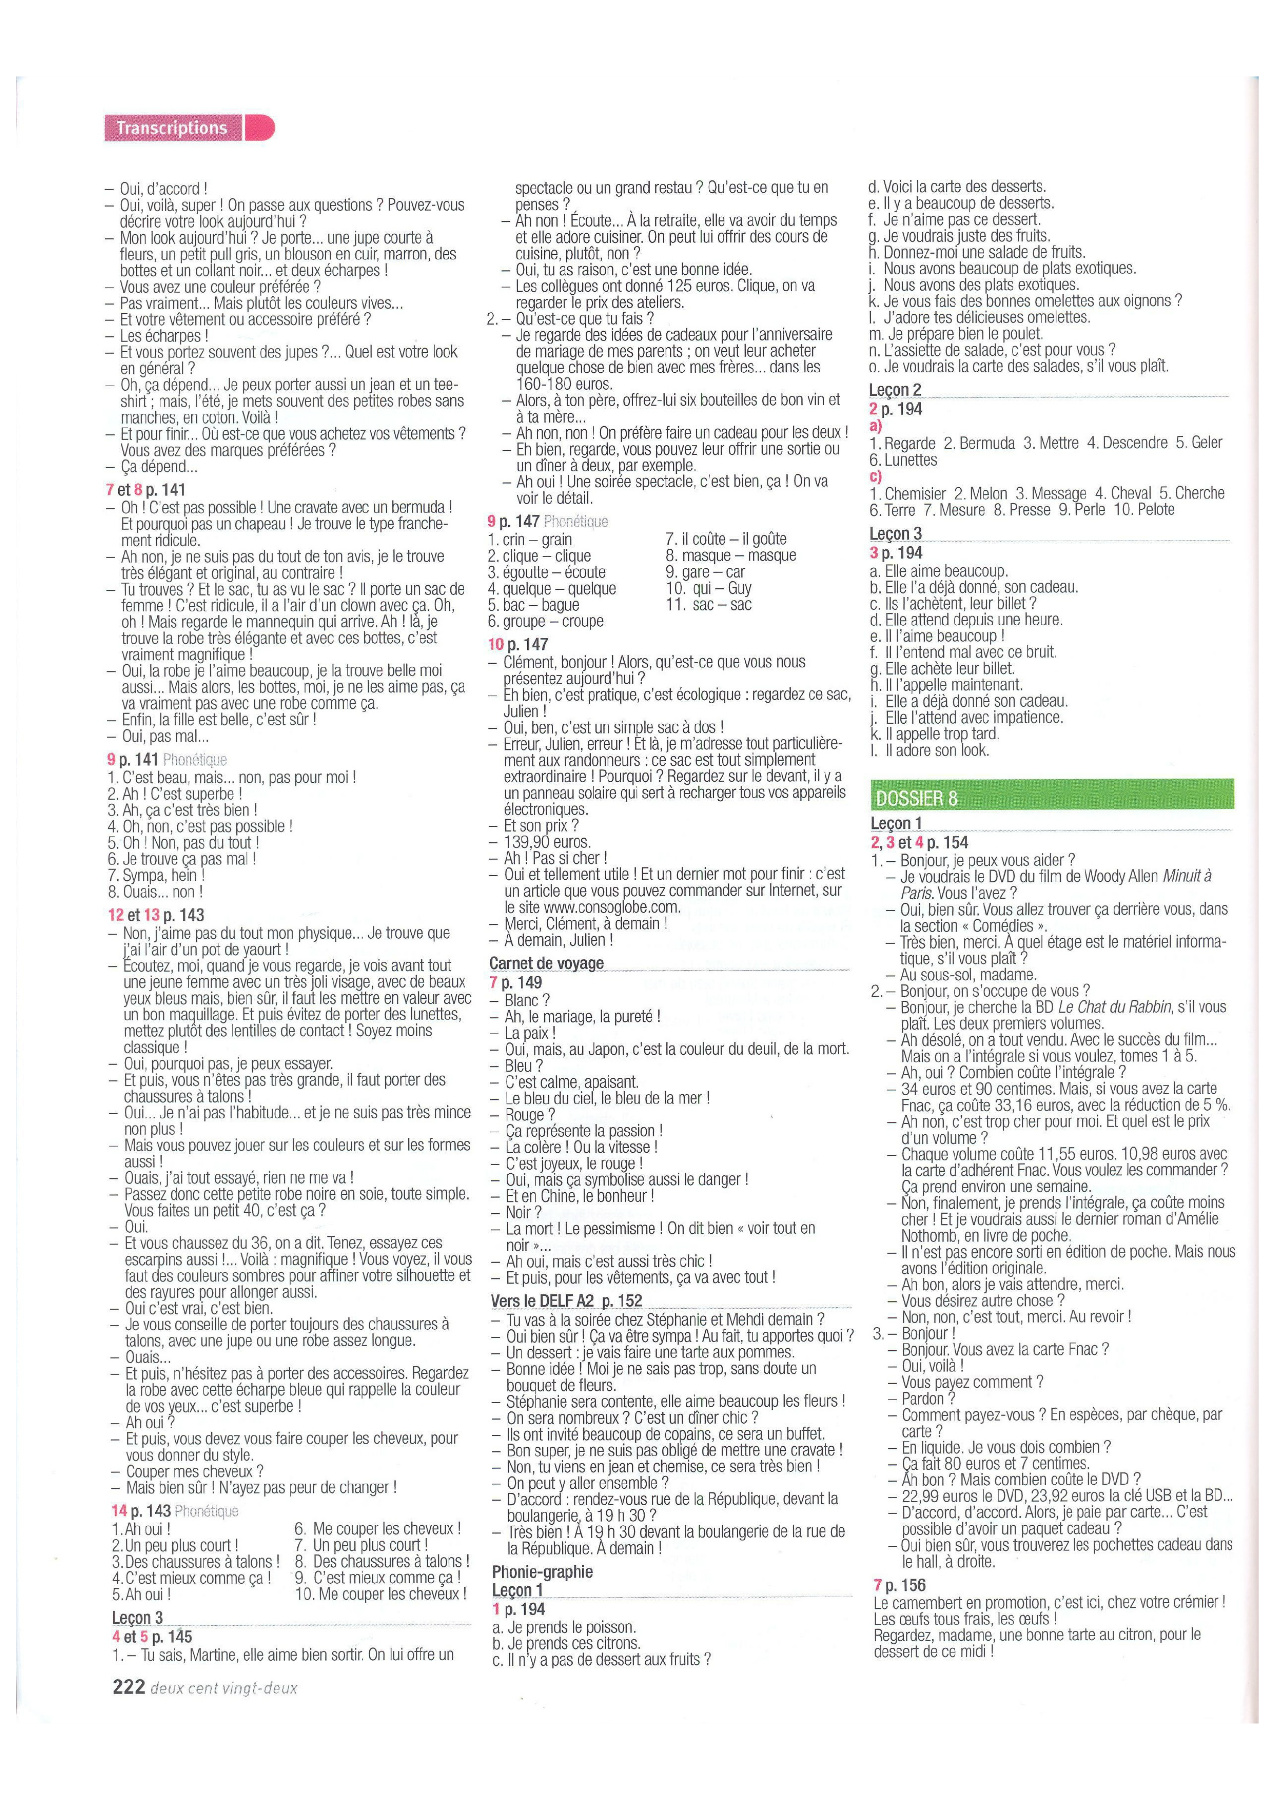 Transcriptions
– Oui, d'accord !
– Oui, voilà, super ! On passe aux questions ? Pouvez-vous
décrire votre look aujourd'hui ?
– Mon look aujourd'hui ? Je porte... une jupe courte à
fleurs, un petit pull gris, un blouson en cuir, marron, des
bottes et un collant noir... et deux écharpes !
– Vous avez une couleur préférée ?
– Pas vraiment... Mais plutôt les couleurs vives...
– Et votre vêtement ou accessoire préféré ?
– Les écharpes !
– Et vous portez souvent des jupes ?... Quel est votre look
en général ?
– Oh, ça dépend... Je peux porter aussi un jean et un tee-
shirt ; mais, l'été, je mets souvent des petites robes sans
manches, en coton. Voilà !
– Et pour finir... Où est-ce que vous achetez vos vêtements ?
Vous avez des marques préférées ?
– Ça dépend...
7 et 8 p. 141
– Oh ! C'est pas possible ! Une cravate avec un bermuda !
Et pourquoi pas un chapeau ! Je trouve le type franche-
ment ridicule.
– Ah non, je ne suis pas du tout de ton avis, je le trouve
très élégant et original, au contraire !
– Tu trouves ? Et le sac, tu as vu le sac ? Il porte un sac de
femme ! C'est ridicule, il a l'air d'un clown avec ça. Oh,
oh ! Mais regarde le mannequin qui arrive. Ah ! là, je
trouve la robe très élégante et avec ces bottes, c'est
vraiment magnifique !
– Oui, la robe je l'aime beaucoup, je la trouve belle moi
aussi... Mais alors, les bottes, moi, je ne les aime pas, ça
va vraiment pas avec une robe comme ça.
– Enfin, la fille est belle, c'est sûr !
– Oui, pas mal...
9 p. 141 Phonétique
1. C'est beau, mais... non, pas pour moi !
2. Ah ! C'est superbe !
3. Ah, ça c'est très bien !
4. Oh, non, c'est pas possible !
5. Oh ! Non, pas du tout !
6. Je trouve ça pas mal !
7. Sympa, hein !
8. Ouais... non !
12 et 13 p. 143
– Non, j'aime pas du tout mon physique... Je trouve que
j'ai l'air d'un pot de yaourt !
– Écoutez, moi, quand je vous regarde, je vois avant tout
une jeune femme avec un très joli visage, avec de beaux
yeux bleus mais, bien sûr, il faut les mettre en valeur avec
un bon maquillage. Et puis évitez de porter des lunettes,
mettez plutôt des lentilles de contact ! Soyez moins
classique !
– Oui, pourquoi pas, je peux essayer.
– Et puis, vous n'êtes pas très grande, il faut porter des
chaussures à talons !
– Oui... Je n'ai pas l'habitude... et je ne suis pas très mince
non plus !
– Mais vous pouvez jouer sur les couleurs et sur les formes
aussi !
– Ouais, j'ai tout essayé, rien ne me va !
– Passez donc cette petite robe noire en soie, toute simple.
Vous faites un petit 40, c'est ça ?
– Oui.
– Et vous chaussez du 36, on a dit. Tenez, essayez ces
escarpins aussi !... Voilà : magnifique ! Vous voyez, il vous
faut des couleurs sombres pour affiner votre silhouette et
des rayures pour allonger aussi.
– Oui c'est vrai, c'est bien.
– Je vous conseille de porter toujours des chaussures à
talons, avec une jupe ou une robe assez longue.
– Ouais...
– Et puis, n'hésitez pas à porter des accessoires. Regardez
la robe avec cette écharpe bleue qui rappelle la couleur
de vos yeux... c'est superbe !
– Ah oui ?
– Et puis, vous devez vous faire couper les cheveux, pour
vous donner du style.
– Couper mes cheveux ?
– Mais bien sûr ! N'ayez pas peur de changer !
14 p. 143 Phonétique
1. Ah oui ! 6. Me couper les cheveux !
2. Un peu plus court ! 7. Un peu plus court !
3. Des chaussures à talons ! 8. Des chaussures à talons !
4. C'est mieux comme ça ! 9. C'est mieux comme ça !
5. Ah oui ! 10. Me couper les cheveux !
Leçon 3
4 et 5 p. 145
1. – Tu sais, Martine, elle aime bien sortir. On lui offre un
spectacle ou un grand restau ? Qu'est-ce que tu en
penses ?
– Ah non ! Écoute... À la retraite, elle va avoir du temps
et elle adore cuisiner. On peut lui offrir des cours de
cuisine, plutôt, non ?
– Oui, tu as raison, c'est une bonne idée.
– Les collègues ont donné 125 euros. Clique, on va
regarder le prix des ateliers.
2. – Qu'est-ce que tu fais ?
– Je regarde des idées de cadeaux pour l'anniversaire
de mariage de mes parents ; on veut leur acheter
quelque chose de bien avec mes frères... dans les
160-180 euros.
– Alors, à ton père, offrez-lui six bouteilles de bon vin et
à ta mère...
– Ah non, non ! On préfère faire un cadeau pour les deux !
– Eh bien, regarde, vous pouvez leur offrir une sortie ou
un dîner à deux, par exemple.
– Ah oui ! Une soirée spectacle, c'est bien, ça ! On va
voir le détail.
9 p. 147 Phonétique
1. crin – grain 7. il coûte – il goûte
2. clique – clique 8. masque – masque
3. égoutte – écoute 9. gare – car
4. quelque – quelque 10. qui – Guy
5. bac – bague 11. sac – sac
6. groupe – croupe
10 p. 147
– Clément, bonjour ! Alors, qu'est-ce que vous nous
présentez aujourd'hui ?
– Eh bien, c'est pratique, c'est écologique : regardez ce sac,
Julien !
– Oui, ben, c'est un simple sac à dos !
– Erreur, Julien, erreur ! Et là, je m'adresse tout particulière-
ment aux randonneurs : ce sac est tout simplement
extraordinaire ! Pourquoi ? Regardez sur le devant, il y a
un panneau solaire qui sert à recharger tous vos appareils
électroniques.
– Et son prix ?
– 139,90 euros.
– Ah ! Pas si cher !
– Oui et tellement utile ! Et un dernier mot pour finir : c'est
un article que vous pouvez commander sur Internet, sur
le site www.consoglobe.com.
– Merci, Clément, à demain !
– À demain, Julien !
Carnet de voyage
7 p. 149
– Blanc ?
– Ah, le mariage, la pureté !
– La paix !
– Oui, mais, au Japon, c'est la couleur du deuil, de la mort.
– Bleu ?
– C'est calme, apaisant.
– Le bleu du ciel, le bleu de la mer !
– Rouge ?
– Ça représente la passion !
– La colère ! Ou la vitesse !
– C'est joyeux, le rouge !
– Oui, mais ça symbolise aussi le danger !
– Et en Chine, le bonheur !
– Noir ?
– La mort ! Le pessimisme ! On dit bien « voir tout en
noir »...
– Ah oui, mais c'est aussi très chic !
– Et puis, pour les vêtements, ça va avec tout !
Vers le DELF A2 p. 152
– Tu vas à la soirée chez Stéphanie et Mehdi demain ?
– Oui bien sûr ! Ça va être sympa ! Au fait, tu apportes quoi ?
– Un dessert : je vais faire une tarte aux pommes.
– Bonne idée ! Moi je ne sais pas trop, sans doute un
bouquet de fleurs.
– Stéphanie sera contente, elle aime beaucoup les fleurs !
– On sera nombreux ? C'est un dîner chic ?
– Ils ont invité beaucoup de copains, ce sera un buffet.
– Bon super, je ne suis pas obligé de mettre une cravate !
– Non, tu viens en jean et chemise, ce sera très bien !
– On peut y aller ensemble ?
– D'accord : rendez-vous rue de la République, devant la
boulangerie, à 19 h 30 ?
– Très bien ! À 19 h 30 devant la boulangerie de la rue de
la République. À demain !
Phonie-graphie
Leçon 1
1 p. 194
a. Je prends le poisson.
b. Je prends ces citrons.
c. Il n'y a pas de dessert aux fruits ?
d. Voici la carte des desserts.
e. Il y a beaucoup de desserts.
f. Je n'aime pas ce dessert.
g. Je voudrais juste des fruits.
h. Donnez-moi une salade de fruits.
i. Nous avons beaucoup de plats exotiques.
j. Nous avons des plats exotiques.
k. Je vous fais des bonnes omelettes aux oignons ?
l. J'adore tes délicieuses omelettes.
m. Je prépare bien le poulet.
n. L'assiette de salade, c'est pour vous ?
o. Je voudrais la carte des salades, s'il vous plaît.
Leçon 2
2 p. 194
a)
1. Regarde 2. Bermuda 3. Mettre 4. Descendre 5. Geler
6. Lunettes
c)
1. Chemisier 2. Melon 3. Message 4. Cheval 5. Cherche
6. Terre 7. Mesure 8. Presse 9. Perle 10. Pelote
Leçon 3
3 p. 194
a. Elle aime beaucoup.
b. Elle l'a déjà donné, son cadeau.
c. Ils l'achètent, leur billet ?
d. Elle attend depuis une heure.
e. Il l'aime beaucoup !
f. Il l'entend mal avec ce bruit.
g. Elle achète leur billet.
h. Il l'appelle maintenant.
i. Elle a déjà donné son cadeau.
j. Elle l'attend avec impatience.
k. Il appelle trop tard.
l. Il adore son look.
DOSSIER 8
Leçon 1
2, 3 et 4 p. 154
1. – Bonjour, je peux vous aider ?
– Je voudrais le DVD du film de Woody Allen Minuit à
Paris. Vous l'avez ?
– Oui, bien sûr. Vous allez trouver ça derrière vous, dans
la section « Comédies ».
– Très bien, merci. À quel étage est le matériel informa-
tique, s'il vous plaît ?
– Au sous-sol, madame.
2. – Bonjour, on s'occupe de vous ?
– Bonjour, je cherche la BD Le Chat du Rabbin, s'il vous
plaît. Les deux premiers volumes.
– Ah désolé, on a tout vendu. Avec le succès du film...
Mais on a l'intégrale si vous voulez, tomes 1 à 5.
– Ah, oui ? Combien coûte l'intégrale ?
– 34 euros et 90 centimes. Mais, si vous avez la carte
Fnac, ça coûte 33,16 euros, avec la réduction de 5 %.
– Ah non, c'est trop cher pour moi. Et quel est le prix
d'un volume ?
– Chaque volume coûte 11,55 euros. 10,98 euros avec
la carte d'adhérent Fnac. Vous voulez les commander ?
Ça prend environ une semaine.
– Non, finalement, je prends l'intégrale, ça coûte moins
cher ! Et je voudrais aussi le dernier roman d'Amélie
Nothomb, en livre de poche.
– Il n'est pas encore sorti en édition de poche. Mais nous
avons l'édition originale.
– Ah bon, alors je vais attendre, merci.
– Vous désirez autre chose ?
– Non, non, c'est tout, merci. Au revoir !
3. – Bonjour !
– Bonjour. Vous avez la carte Fnac ?
– Oui, voilà !
– Vous payez comment ?
– Pardon ?
– Comment payez-vous ? En espèces, par chèque, par
carte ?
– En liquide. Je vous dois combien ?
– Ça fait 80 euros et 7 centimes.
– Ah bon ? Mais combien coûte le DVD ?
– 22,99 euros le DVD, 23,92 euros la clé USB et la BD...
– D'accord, d'accord. Alors, je paie par carte... C'est
possible d'avoir un paquet cadeau ?
– Oui bien sûr, vous trouverez les pochettes cadeau dans
le hall, à droite.
7 p. 156
Le camembert en promotion, c'est ici, chez votre crémier !
Les œufs tous frais, les œufs !
Regardez, madame, une bonne tarte au citron, pour le
dessert de ce midi !
222 deux cent vingt-deux